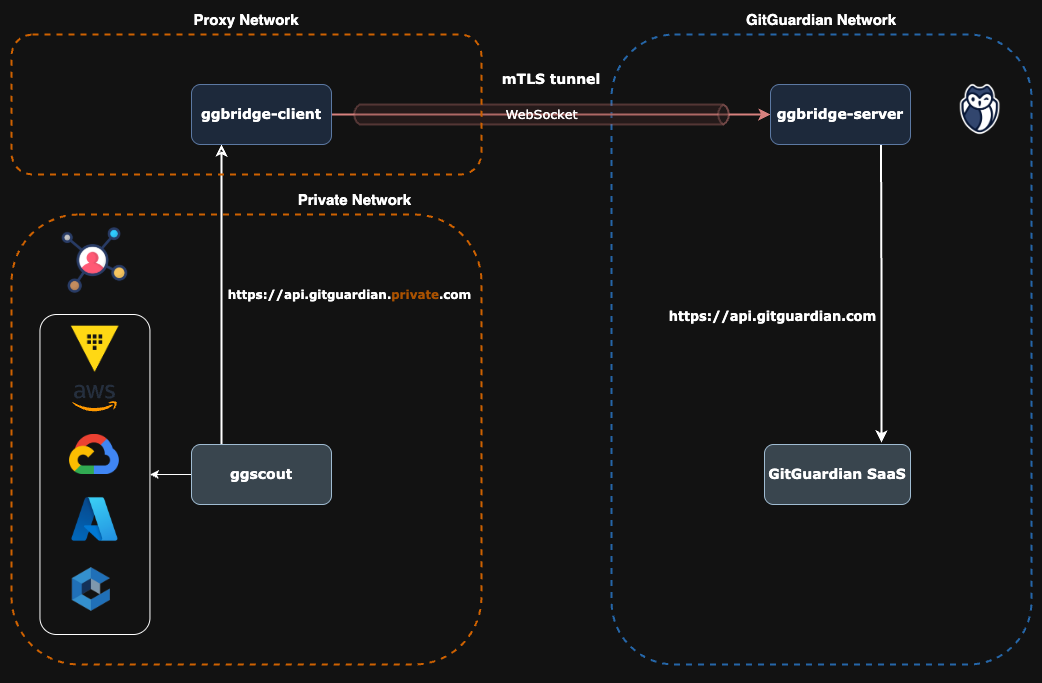 Proxy Network
GitGuardian Network
mTLS tunnel
ggbridge-client
WebSocket
ggbridge-server
Private Network
https://api.gitguardian.private.com
https://api.gitguardian.com
aws
ggscout
GitGuardian SaaS